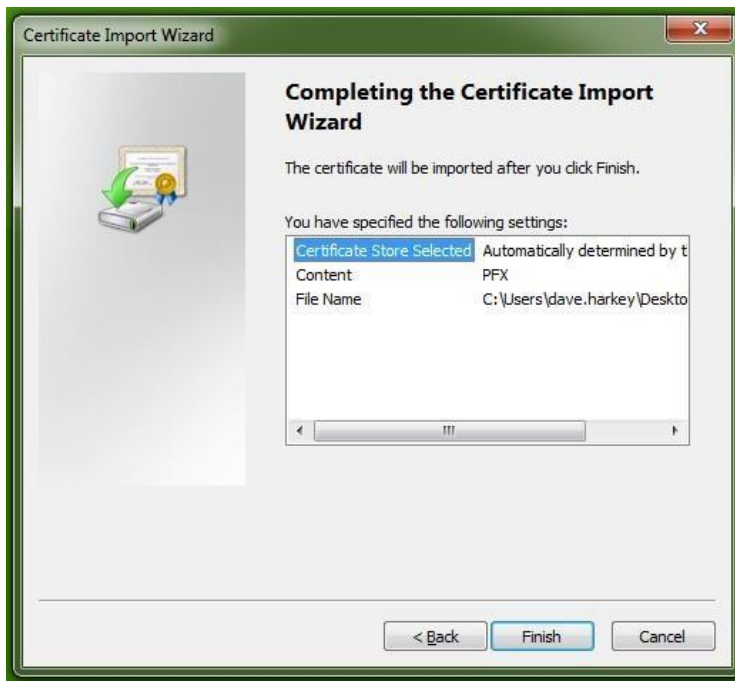 Certificate Import Wizard
Completing the Certificate Import
Wizard
The certificate will be imported after you click Finish.
You have specified the following settings:
Certificate Store Selected Automatically determined by t
Content PFX
File Name C:\Users\dave.harkey\Deskto
< Back Finish Cancel